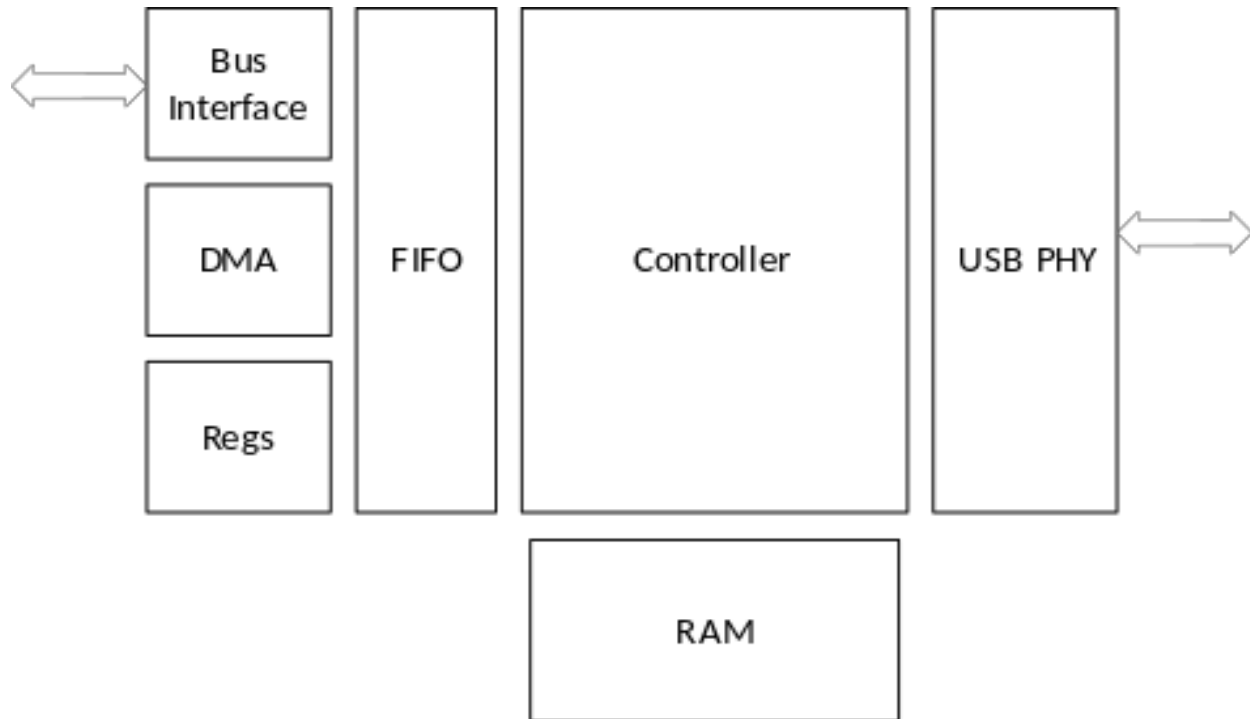 Bus
Interface
DMA
FIFO
Controller
USB PHY
Regs
RAM